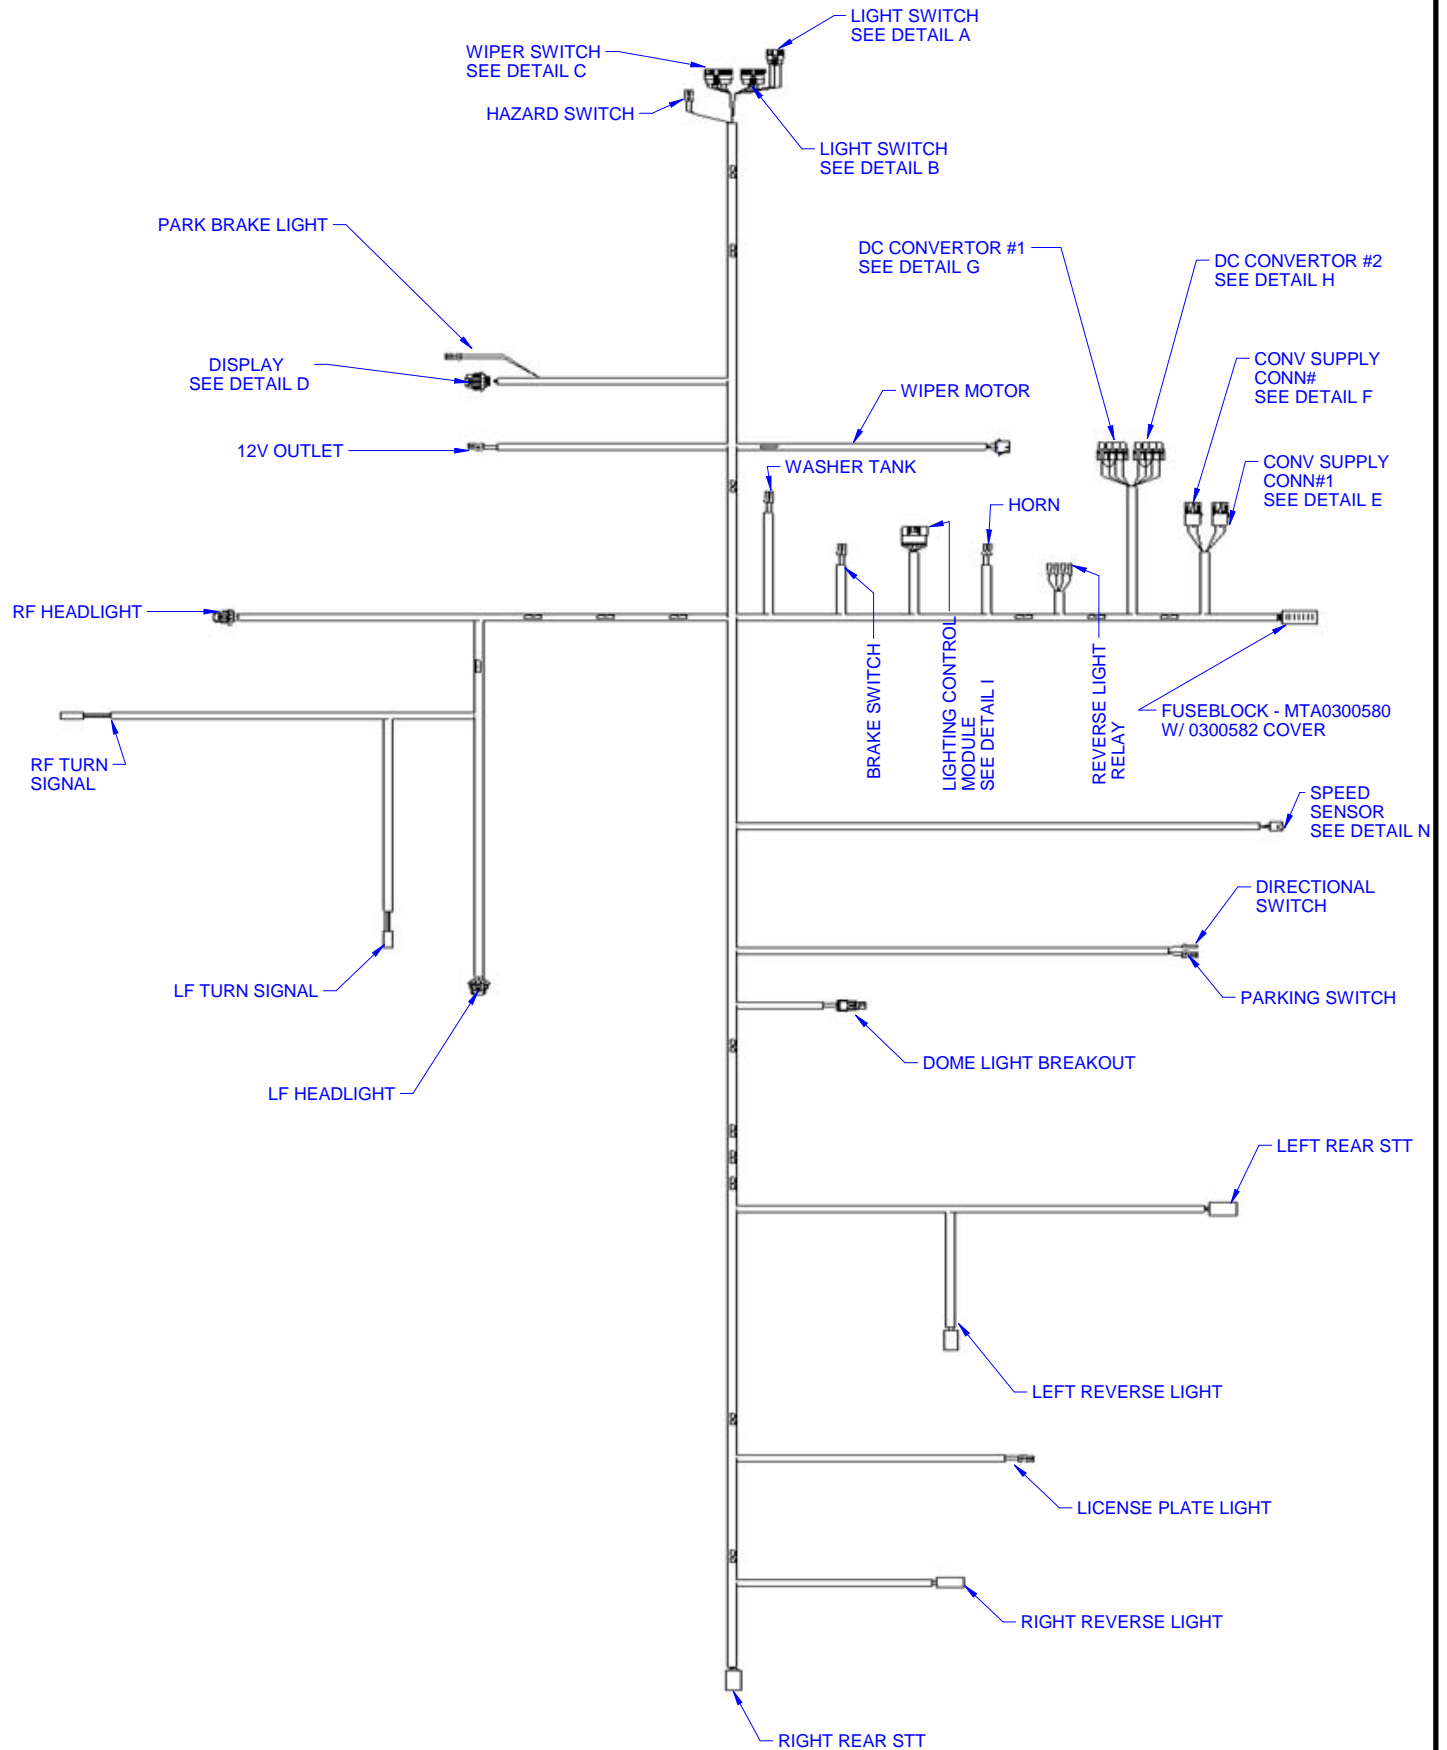 LIGHT SWITCH
SEE DETAIL A
WIPER SWITCH
SEE DETAIL C
HAZARD SWITCH
LIGHT SWITCH
SEE DETAIL B
PARK BRAKE LIGHT
DC CONVERTOR #1
SEE DETAIL G
DC CONVERTOR #2
SEE DETAIL H
DISPLAY
SEE DETAIL D
CONV SUPPLY
CONN#
SEE DETAIL F
WIPER MOTOR
12V OUTLET
WASHER TANK
CONV SUPPLY
CONN#1
SEE DETAIL E
HORN
RF HEADLIGHT
BRAKE SWITCH
LIGHTING CONTROL
MODULE
SEE DETAIL I
REVERSE LIGHT
RELAY
FUSEBLOCK - MTA0300580
W/ 0300582 COVER
RF TURN
SIGNAL
SPEED
SENSOR
SEE DETAIL N
DIRECTIONAL
SWITCH
LF TURN SIGNAL
PARKING SWITCH
DOME LIGHT BREAKOUT
LF HEADLIGHT
LEFT REAR STT
LEFT REVERSE LIGHT
LICENSE PLATE LIGHT
RIGHT REVERSE LIGHT
RIGHT REAR STT